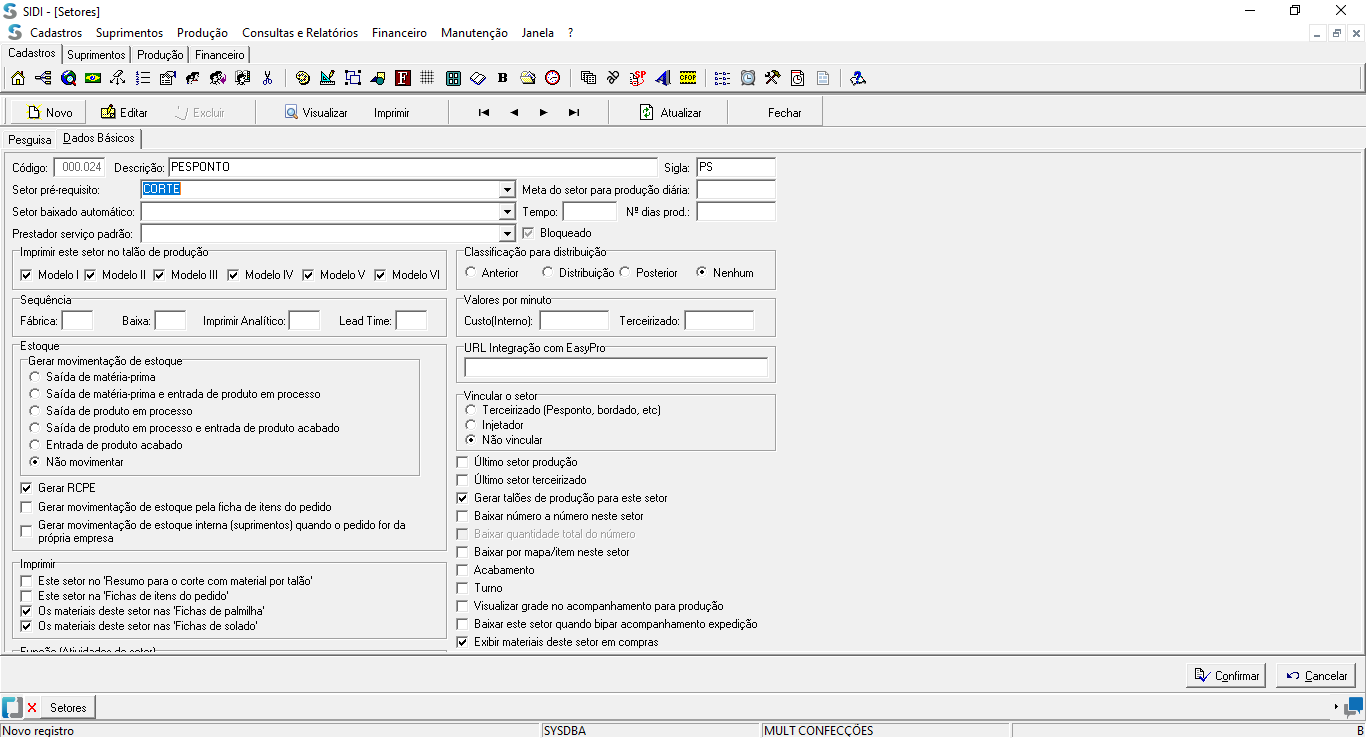 SIDI - [Setores]
Cadastros Suprimentos Produção Consultas e Relatórios Financeiro Manutenção Janela ?
Cadastros Suprimentos Produção Financeiro
Novo Editar Excluir Visualizar Imprimir Atualizar Fechar
Pesquisa Dados Básicos
Código: 000.024 Descrição: PESPONTO Sigla: PS
Setor pré-requisito: CORTE Meta do setor para produção diária:
Setor baixado automático: Tempo: Nº dias prod.:
Prestador serviço padrão: Bloqueado
Imprimir este setor no talão de produção
Modelo I Modelo II Modelo III Modelo IV Modelo V Modelo VI
Classificação para distribuição
Anterior Distribuição Posterior Nenhum
Sequência
Fábrica: Baixa: Imprimir Analítico: Lead Time:
Valores por minuto
Custo(Interno): Terceirizado:
Estoque
Gerar movimentação de estoque
Saída de matéria-prima
Saída de matéria-prima e entrada de produto em processo
Saída de produto em processo
Saída de produto em processo e entrada de produto acabado
Entrada de produto acabado
Não movimentar
Gerar RCPE
Gerar movimentação de estoque pela ficha de itens do pedido
Gerar movimentação de estoque interna (suprimentos) quando o pedido for da
própria empresa
Imprimir
Este setor no 'Resumo para o corte com material por talão'
Este setor na 'Fichas de itens do pedido'
Os materiais deste setor nas 'Fichas de palmilha'
Os materiais deste setor nas 'Fichas de solado'
Função (Atividades do setor)
URL Integração com EasyPro
Vincular o setor
Terceirizado (Pesponto, bordado, etc)
Injetador
Não vincular
Último setor produção
Último setor terceirizado
Gerar talões de produção para este setor
Baixar número a número neste setor
Baixar quantidade total do número
Baixar por mapa/item neste setor
Acabamento
Turno
Visualizar grade no acompanhamento para produção
Baixar este setor quando bipar acompanhamento expedição
Exibir materiais deste setor em compras
Confirmar Cancelar
Setores
Novo registro SYSDBA MULT CONFECÇÕES B